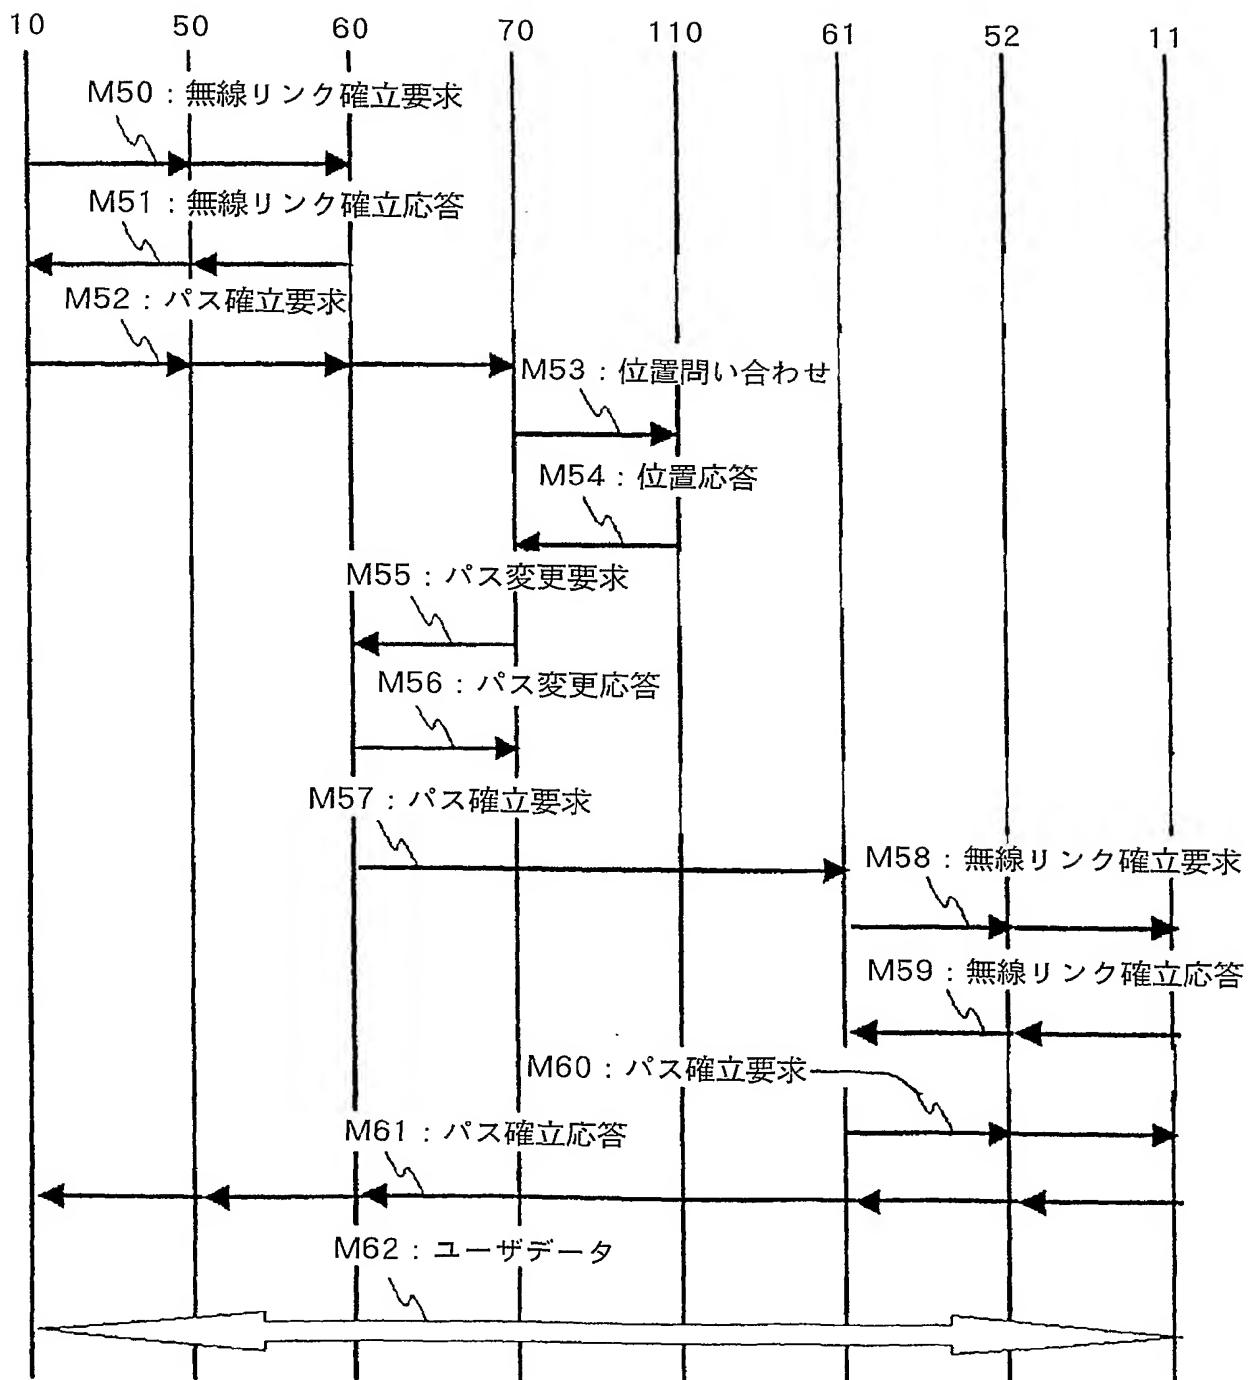 10 50 60 70 110 61 52 11
M50：無線リンク確立要求
M51：無線リンク確立応答
M52：パス確立要求
M53：位置問い合わせ
M54：位置応答
M55：パス変更要求
M56：パス変更応答
M57：パス確立要求
M58：無線リンク確立要求
M59：無線リンク確立応答
M60：パス確立要求
M61：パス確立応答
M62：ユーザデータ